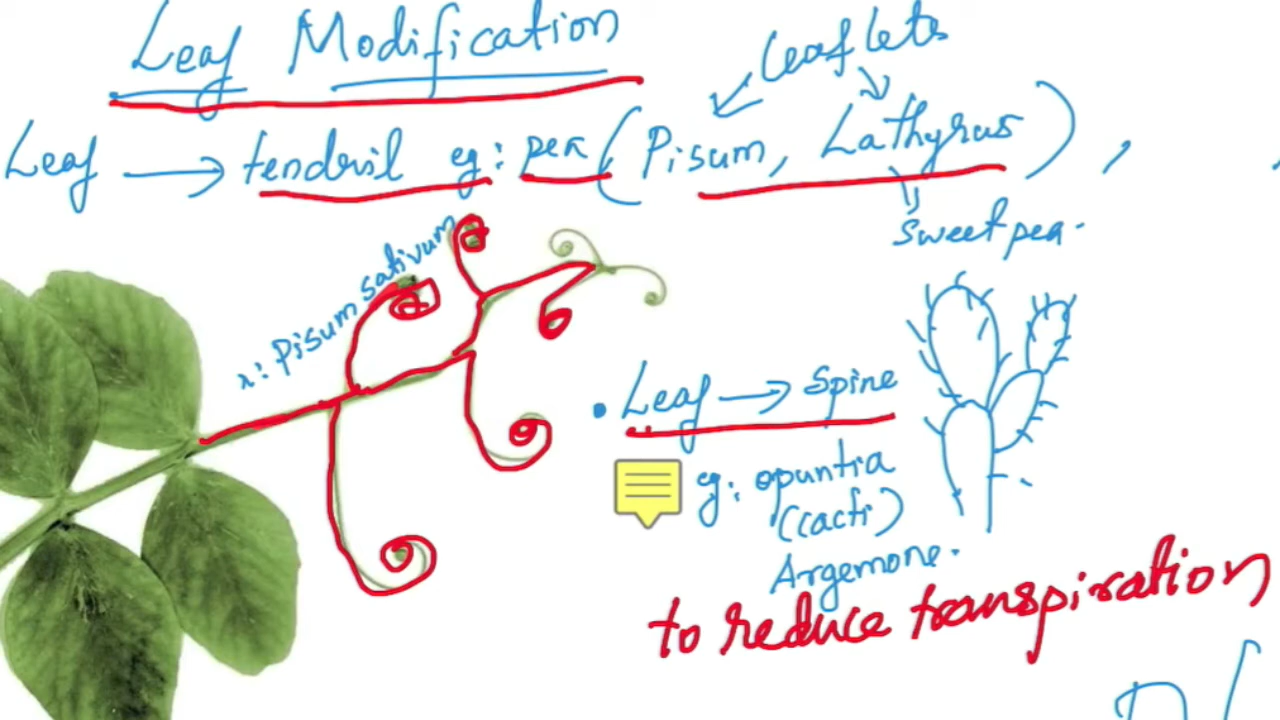 Leaf Modification
Leaflets
Leaf → tendril eg: pea (Pisum, Lathyrus),
sweet pea.
Pisum sativum
• Leaf → Spine
eg: opuntia
(cacti)
Argemone.
to reduce transpiration